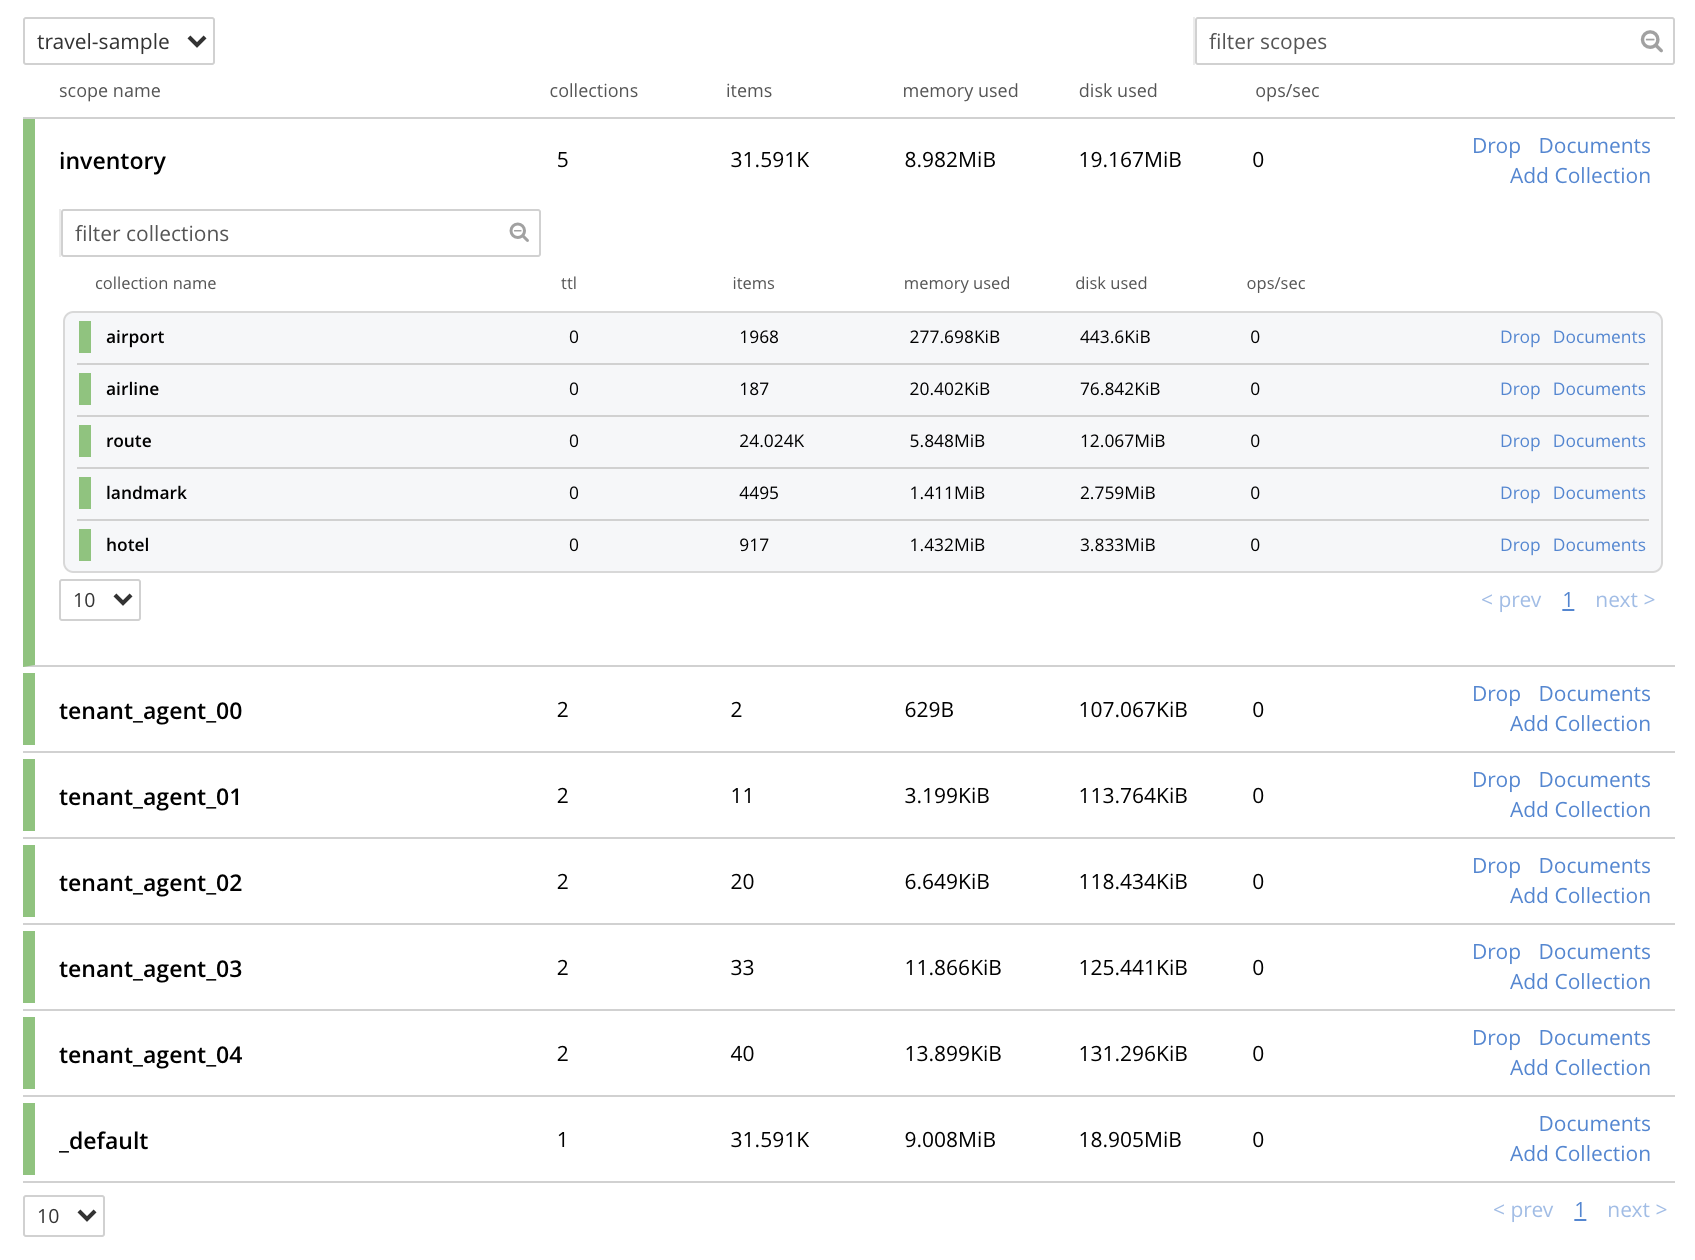 travel-sample
filter scopes
scope name collections items memory used disk used ops/sec
inventory 5 31.591K 8.982MiB 19.167MiB 0 Drop Documents
Add Collection
filter collections
collection name ttl items memory used disk used ops/sec
airport 0 1968 277.698KiB 443.6KiB 0 Drop Documents
airline 0 187 20.402KiB 76.842KiB 0 Drop Documents
route 0 24.024K 5.848MiB 12.067MiB 0 Drop Documents
landmark 0 4495 1.411MiB 2.759MiB 0 Drop Documents
hotel 0 917 1.432MiB 3.833MiB 0 Drop Documents
10 < prev 1 next >
tenant_agent_00 2 2 629B 107.067KiB 0 Drop Documents
Add Collection
tenant_agent_01 2 11 3.199KiB 113.764KiB 0 Drop Documents
Add Collection
tenant_agent_02 2 20 6.649KiB 118.434KiB 0 Drop Documents
Add Collection
tenant_agent_03 2 33 11.866KiB 125.441KiB 0 Drop Documents
Add Collection
tenant_agent_04 2 40 13.899KiB 131.296KiB 0 Drop Documents
Add Collection
_default 1 31.591K 9.008MiB 18.905MiB 0 Documents
Add Collection
10 < prev 1 next >